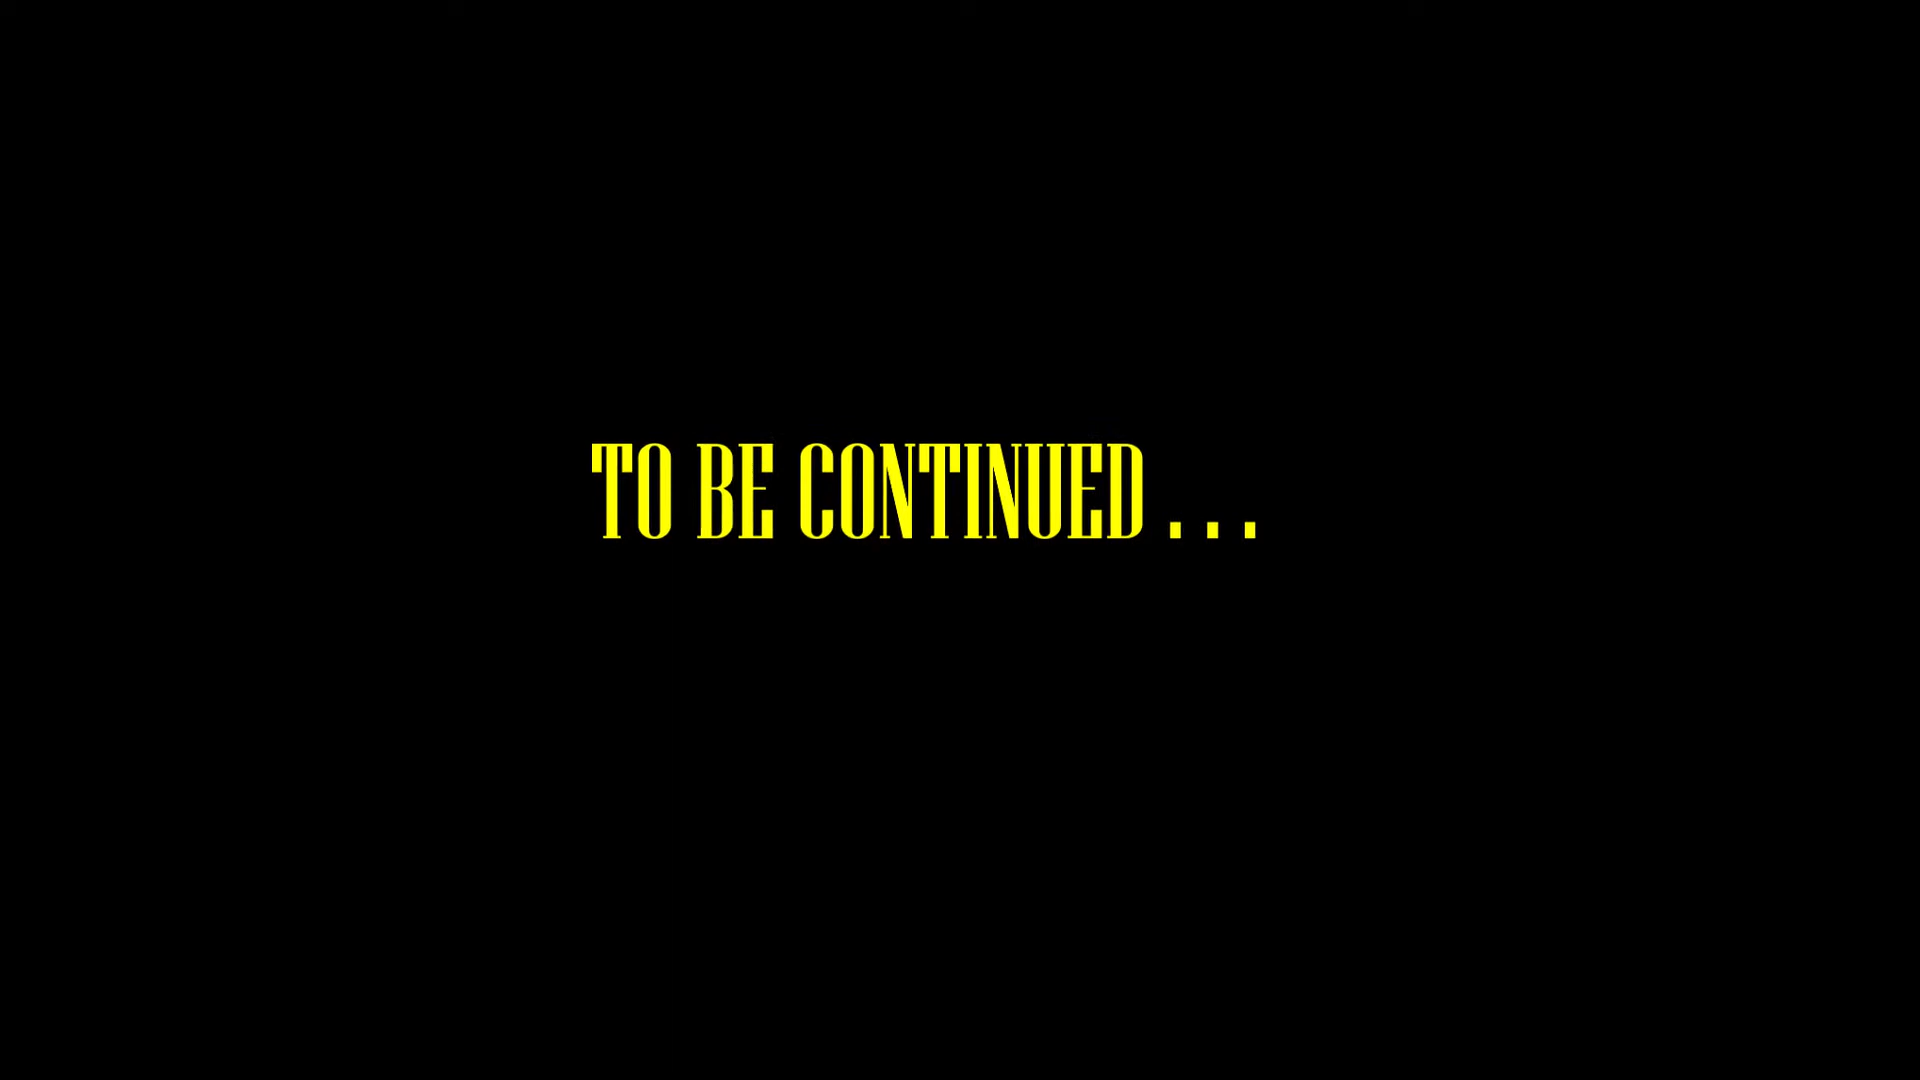 TO BE CONTINUED . . .